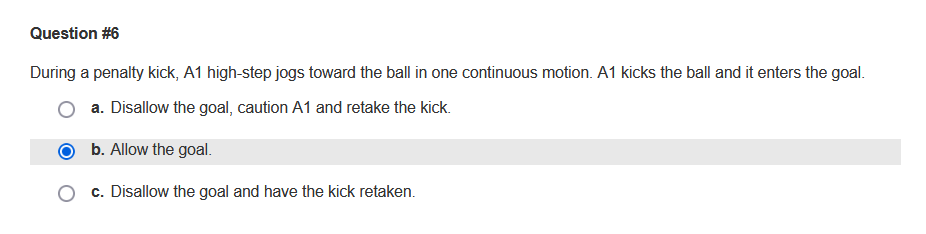 Question #6
During a penalty kick, A1 high-step jogs toward the ball in one continuous motion. A1 kicks the ball and it enters the goal.
a. Disallow the goal, caution A1 and retake the kick.
b. Allow the goal.
c. Disallow the goal and have the kick retaken.